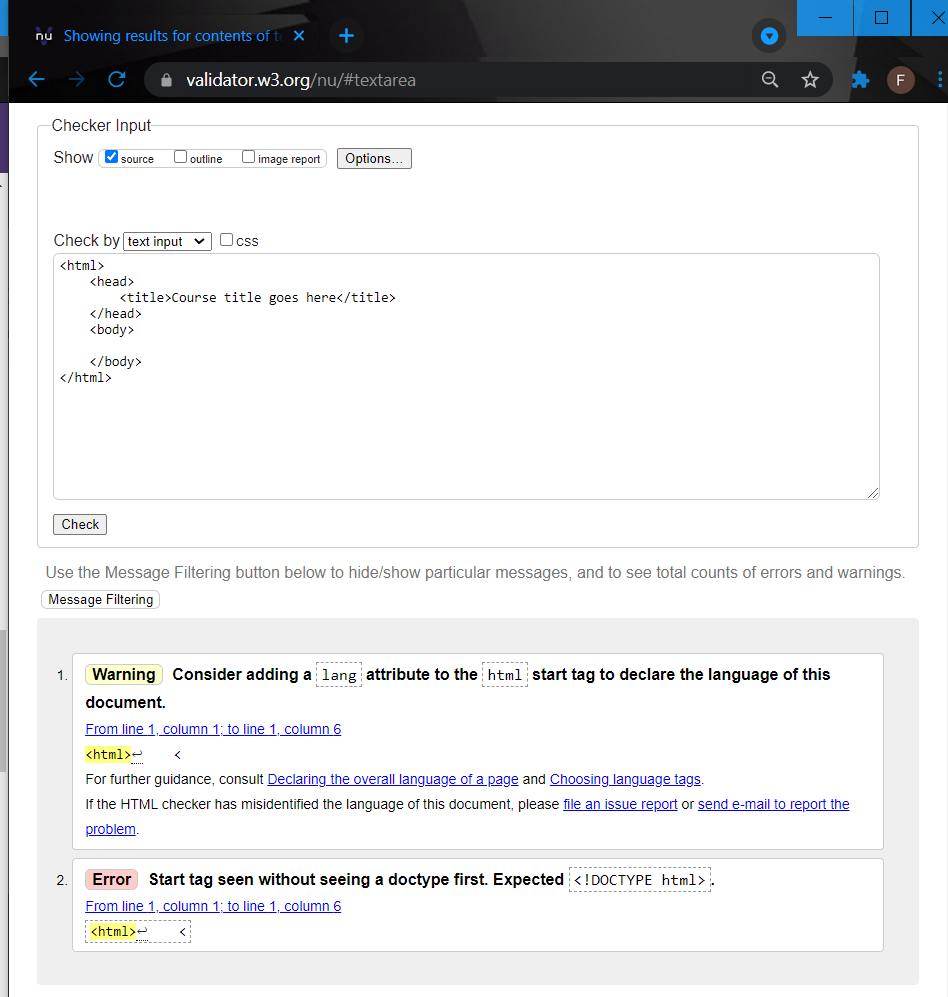 nu Showing results for contents of t
validator.w3.org/nu/#textarea
F
Checker Input
Show source outline image report Options...
Check by text input css
<html>
    <head>
        <title>Course title goes here</title>
    </head>
    <body>
    </body>
</html>
Check
Use the Message Filtering button below to hide/show particular messages, and to see total counts of errors and warnings.
Message Filtering
1. Warning Consider adding a lang attribute to the html start tag to declare the language of this
document.
From line 1, column 1; to line 1, column 6
<html>↩    <
For further guidance, consult Declaring the overall language of a page and Choosing language tags.
If the HTML checker has misidentified the language of this document, please file an issue report or send e-mail to report the
problem.
2. Error Start tag seen without seeing a doctype first. Expected <!DOCTYPE html>.
From line 1, column 1; to line 1, column 6
<html>↩    <